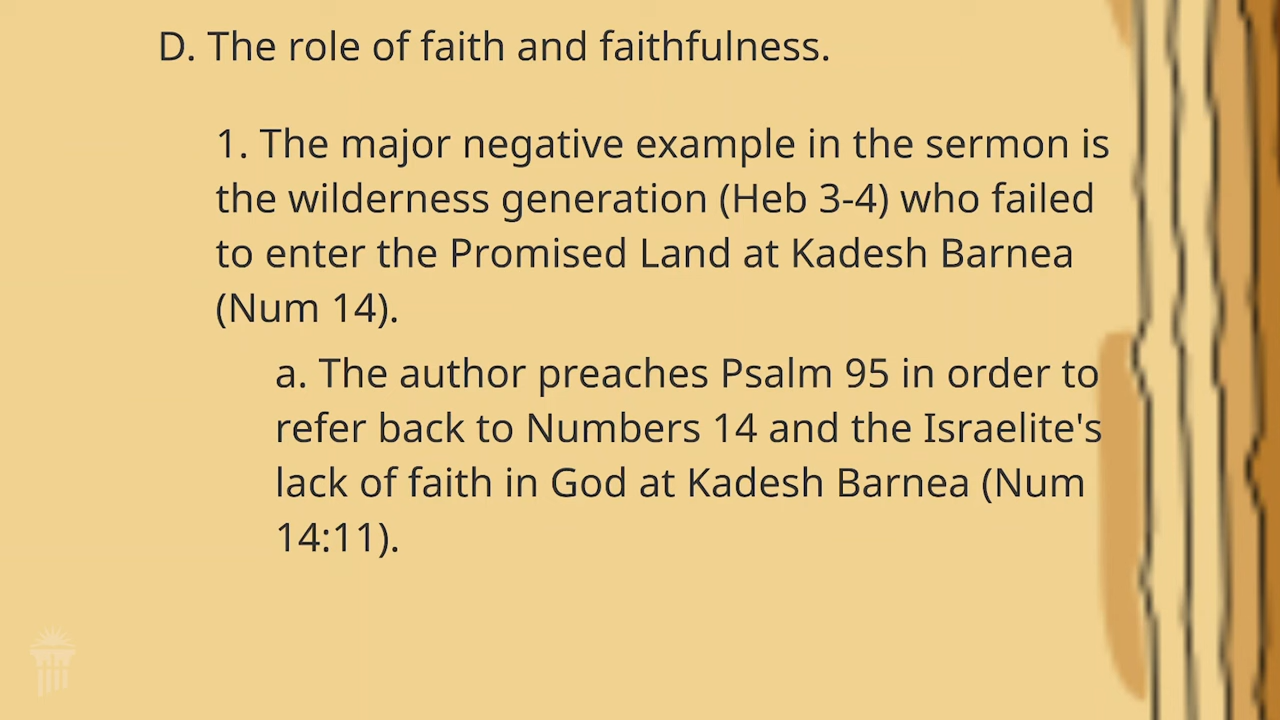 D. The role of faith and faithfulness.
1. The major negative example in the sermon is
the wilderness generation (Heb 3-4) who failed
to enter the Promised Land at Kadesh Barnea
(Num 14).
a. The author preaches Psalm 95 in order to
refer back to Numbers 14 and the Israelite's
lack of faith in God at Kadesh Barnea (Num
14:11).